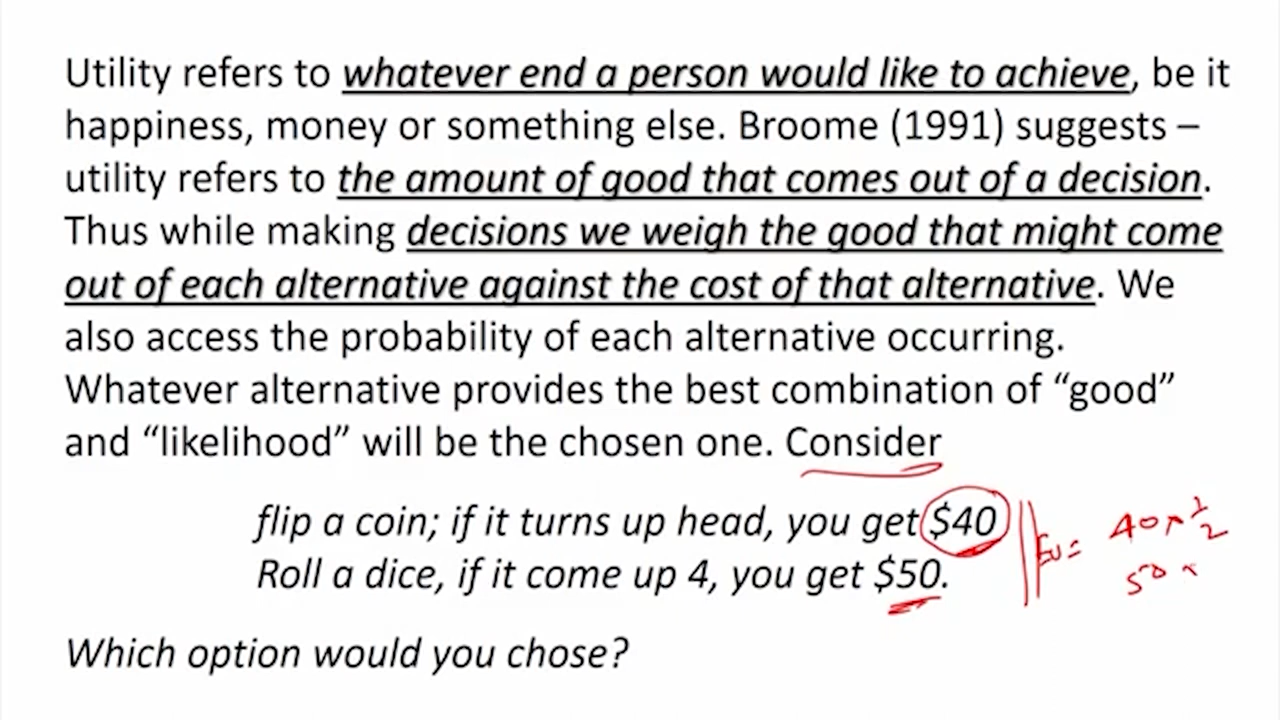 Utility refers to whatever end a person would like to achieve, be it
happiness, money or something else. Broome (1991) suggests –
utility refers to the amount of good that comes out of a decision.
Thus while making decisions we weigh the good that might come
out of each alternative against the cost of that alternative. We
also access the probability of each alternative occurring.
Whatever alternative provides the best combination of “good”
and “likelihood” will be the chosen one. Consider
flip a coin; if it turns up head, you get $40
Roll a dice, if it come up 4, you get $50.
EU = 40 x 1/2
50
Which option would you chose?